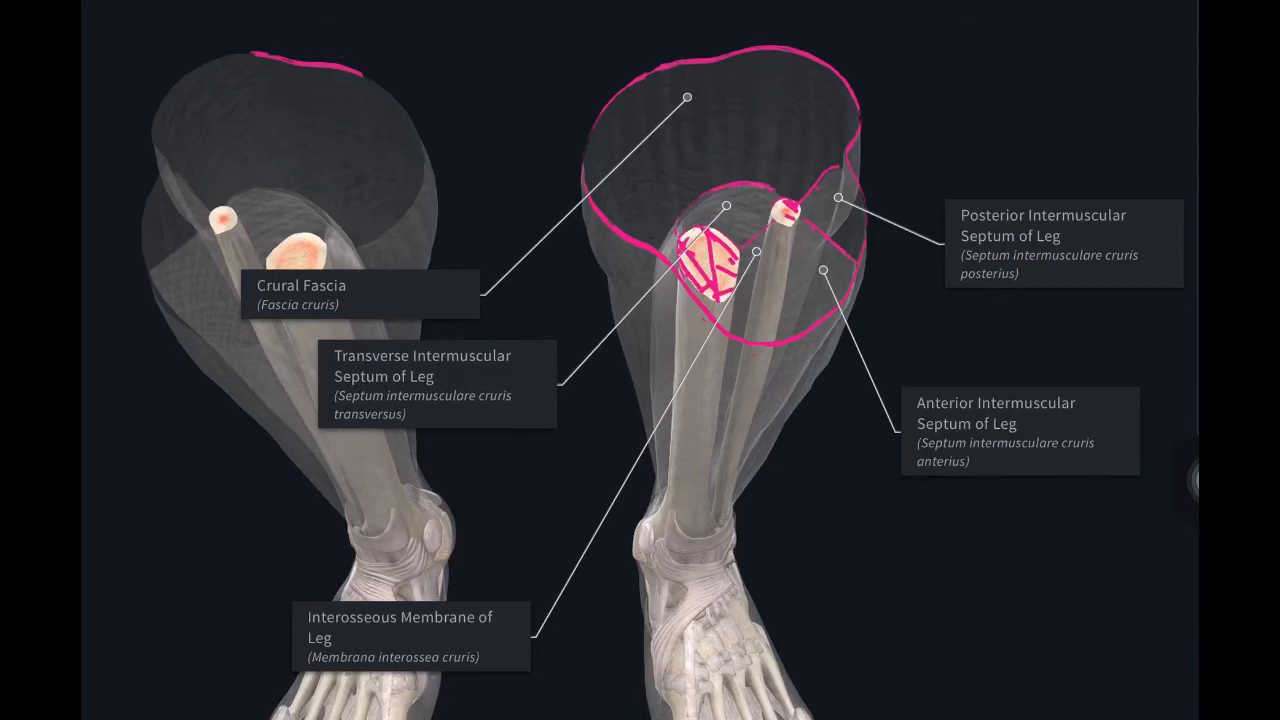 Crural Fascia
(Fascia cruris)
Transverse Intermuscular
Septum of Leg
(Septum intermusculare cruris
transversus)
Interosseous Membrane of
Leg
(Membrana interossea cruris)
Posterior Intermuscular
Septum of Leg
(Septum intermusculare cruris
posterius)
Anterior Intermuscular
Septum of Leg
(Septum intermusculare cruris
anterius)